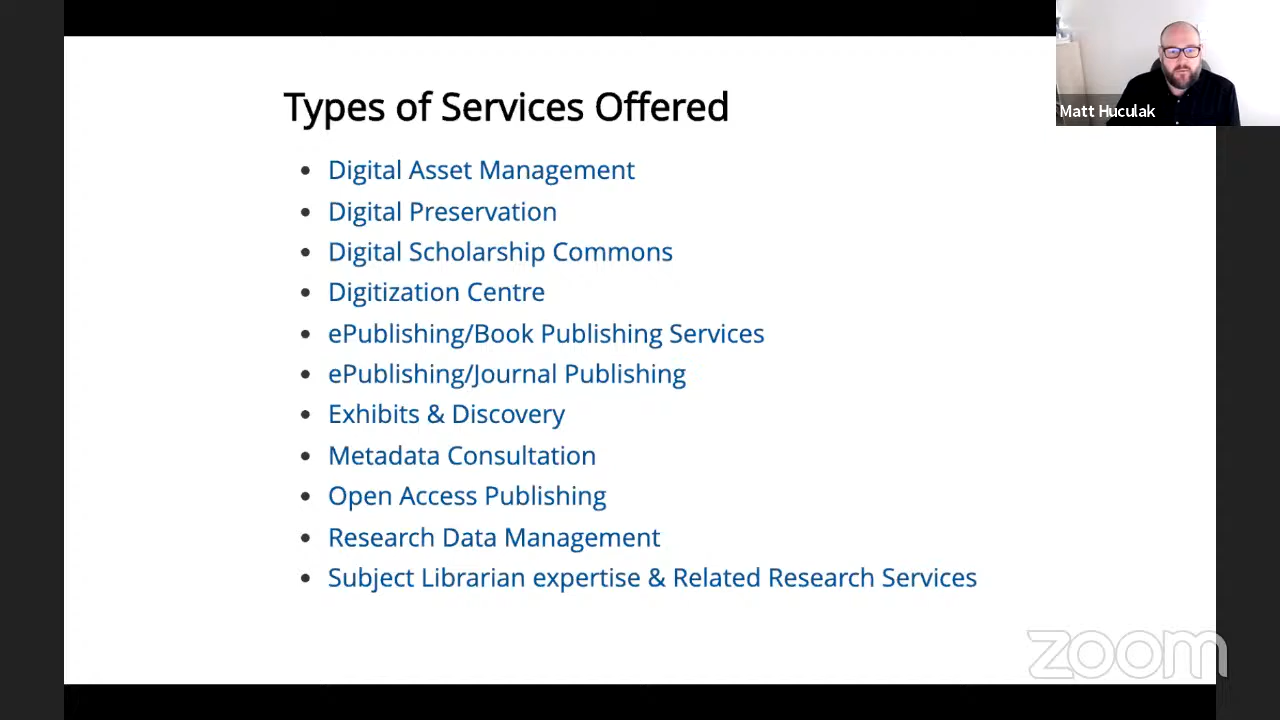 Types of Services Offered
Digital Asset Management
Digital Preservation
Digital Scholarship Commons
Digitization Centre
ePublishing/Book Publishing Services
ePublishing/Journal Publishing
Exhibits & Discovery
Metadata Consultation
Open Access Publishing
Research Data Management
Subject Librarian expertise & Related Research Services
Matt Huculak
zoom